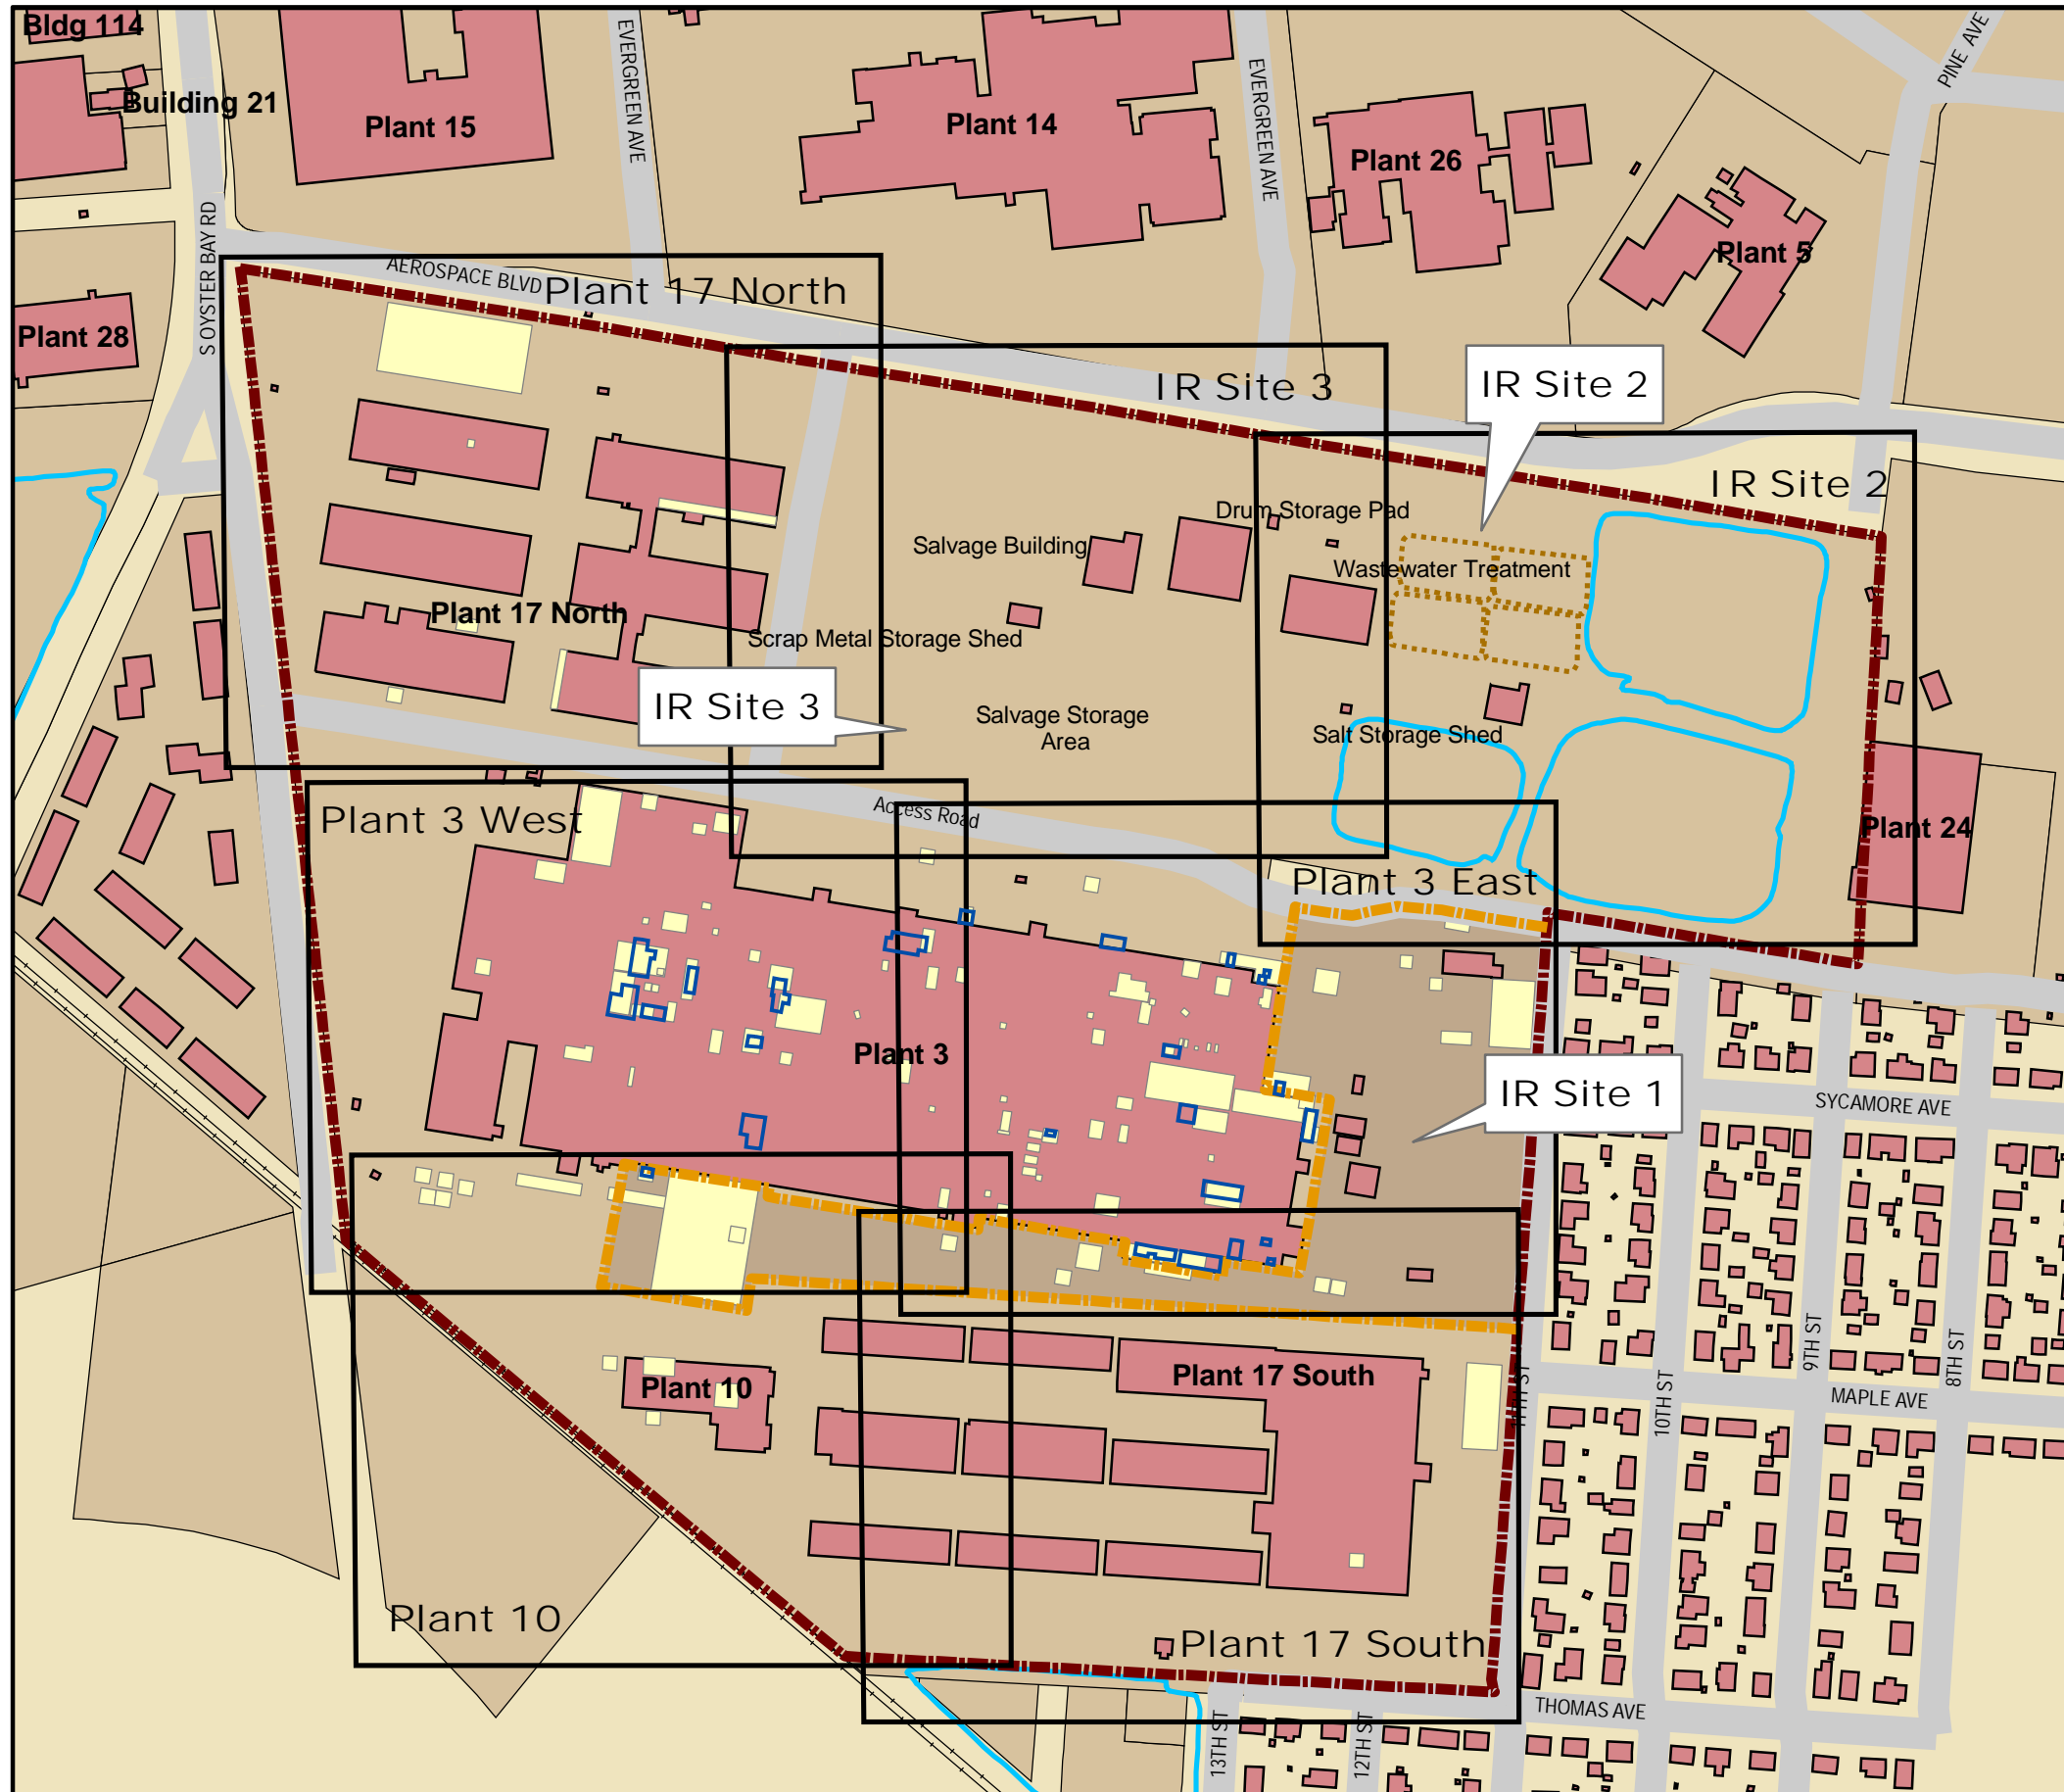 Bldg 114
Building 21
Plant 15
EVERGREEN AVE
Plant 14
EVERGREEN AVE
Plant 26
PINE AVE
Plant 5
S OYSTER BAY RD
AEROSPACE BLVD
Plant 17 North
Plant 28
IR Site 3
IR Site 2
IR Site 2
Drum Storage Pad
Salvage Building
Wastewater Treatment
Plant 17 North
Scrap Metal Storage Shed
IR Site 3
Salvage Storage
Area
Salt Storage Shed
Plant 3 West
Access Road
Plant 24
Plant 3 East
Plant 3
IR Site 1
SYCAMORE AVE
9TH ST
8TH ST
Plant 10
Plant 17 South
11TH ST
10TH ST
MAPLE AVE
Plant 10
Plant 17 South
THOMAS AVE
13TH ST
12TH ST